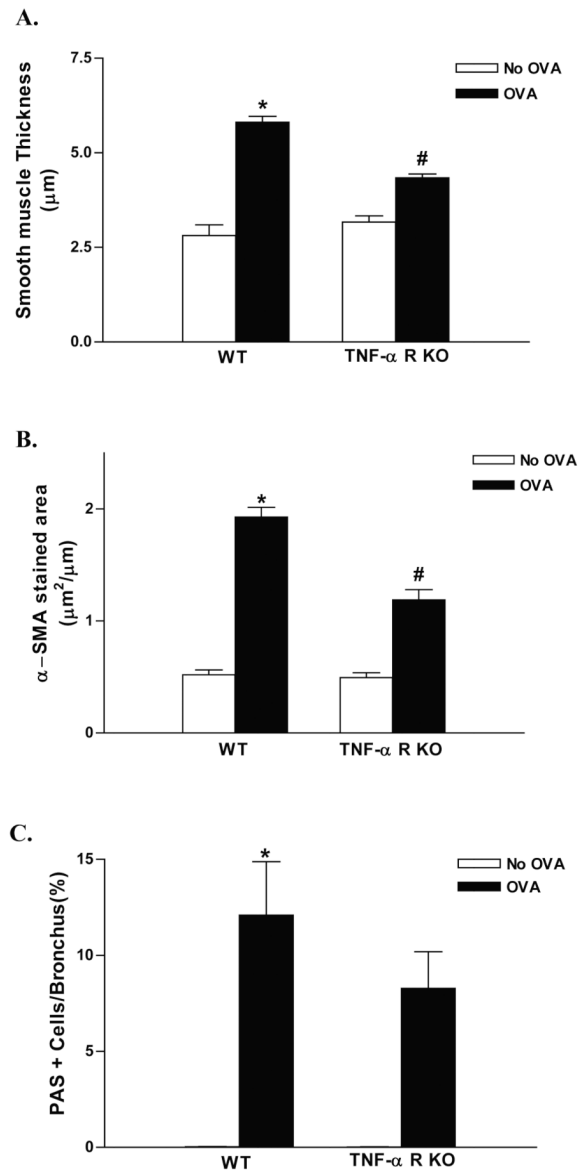 A.
Smooth muscle Thickness
(μm)
7.5
5.0
2.5
0.0
No OVA
OVA
*
#
WT
TNF-α R KO
B.
α–SMA stained area
(μm²/μm)
2
1
0
No OVA
OVA
*
#
WT
TNF-α R KO
C.
PAS + Cells/Bronchus(%)
15
10
5
0
No OVA
OVA
*
WT
TNF-α R KO